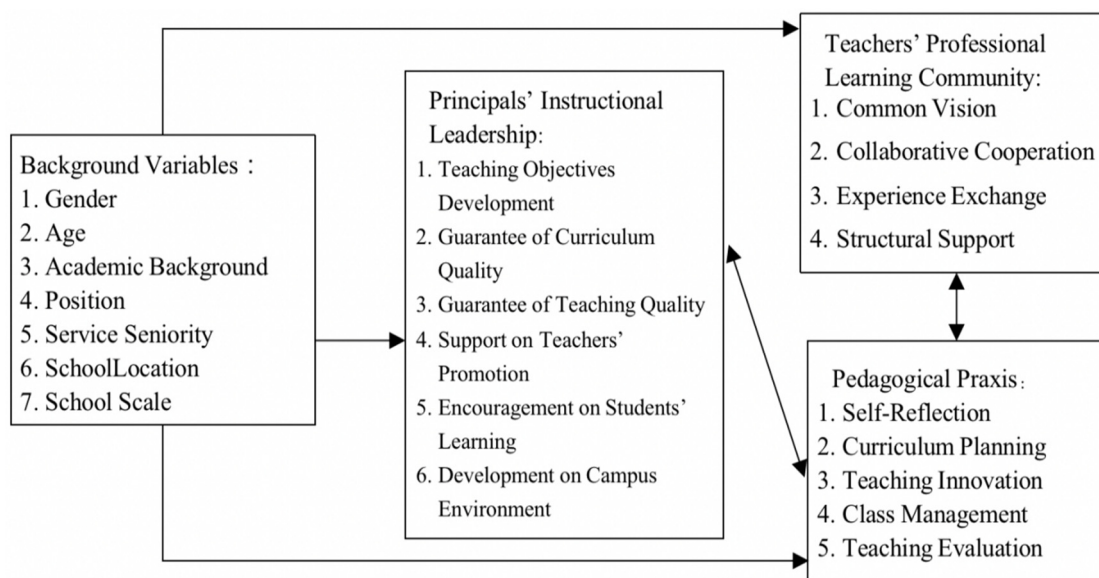 Background Variables：
1. Gender
2. Age
3. Academic Background
4. Position
5. Service Seniority
6. SchoolLocation
7. School Scale
Principals’ Instructional
Leadership:
1. Teaching Objectives
Development
2. Guarantee of Curriculum
Quality
3. Guarantee of Teaching Quality
4. Support on Teachers’
Promotion
5. Encouragement on Students’
Learning
6. Development on Campus
Environment
Teachers’ Professional
Learning Community:
1. Common Vision
2. Collaborative Cooperation
3. Experience Exchange
4. Structural Support
Pedagogical Praxis：
1. Self-Reflection
2. Curriculum Planning
3. Teaching Innovation
4. Class Management
5. Teaching Evaluation